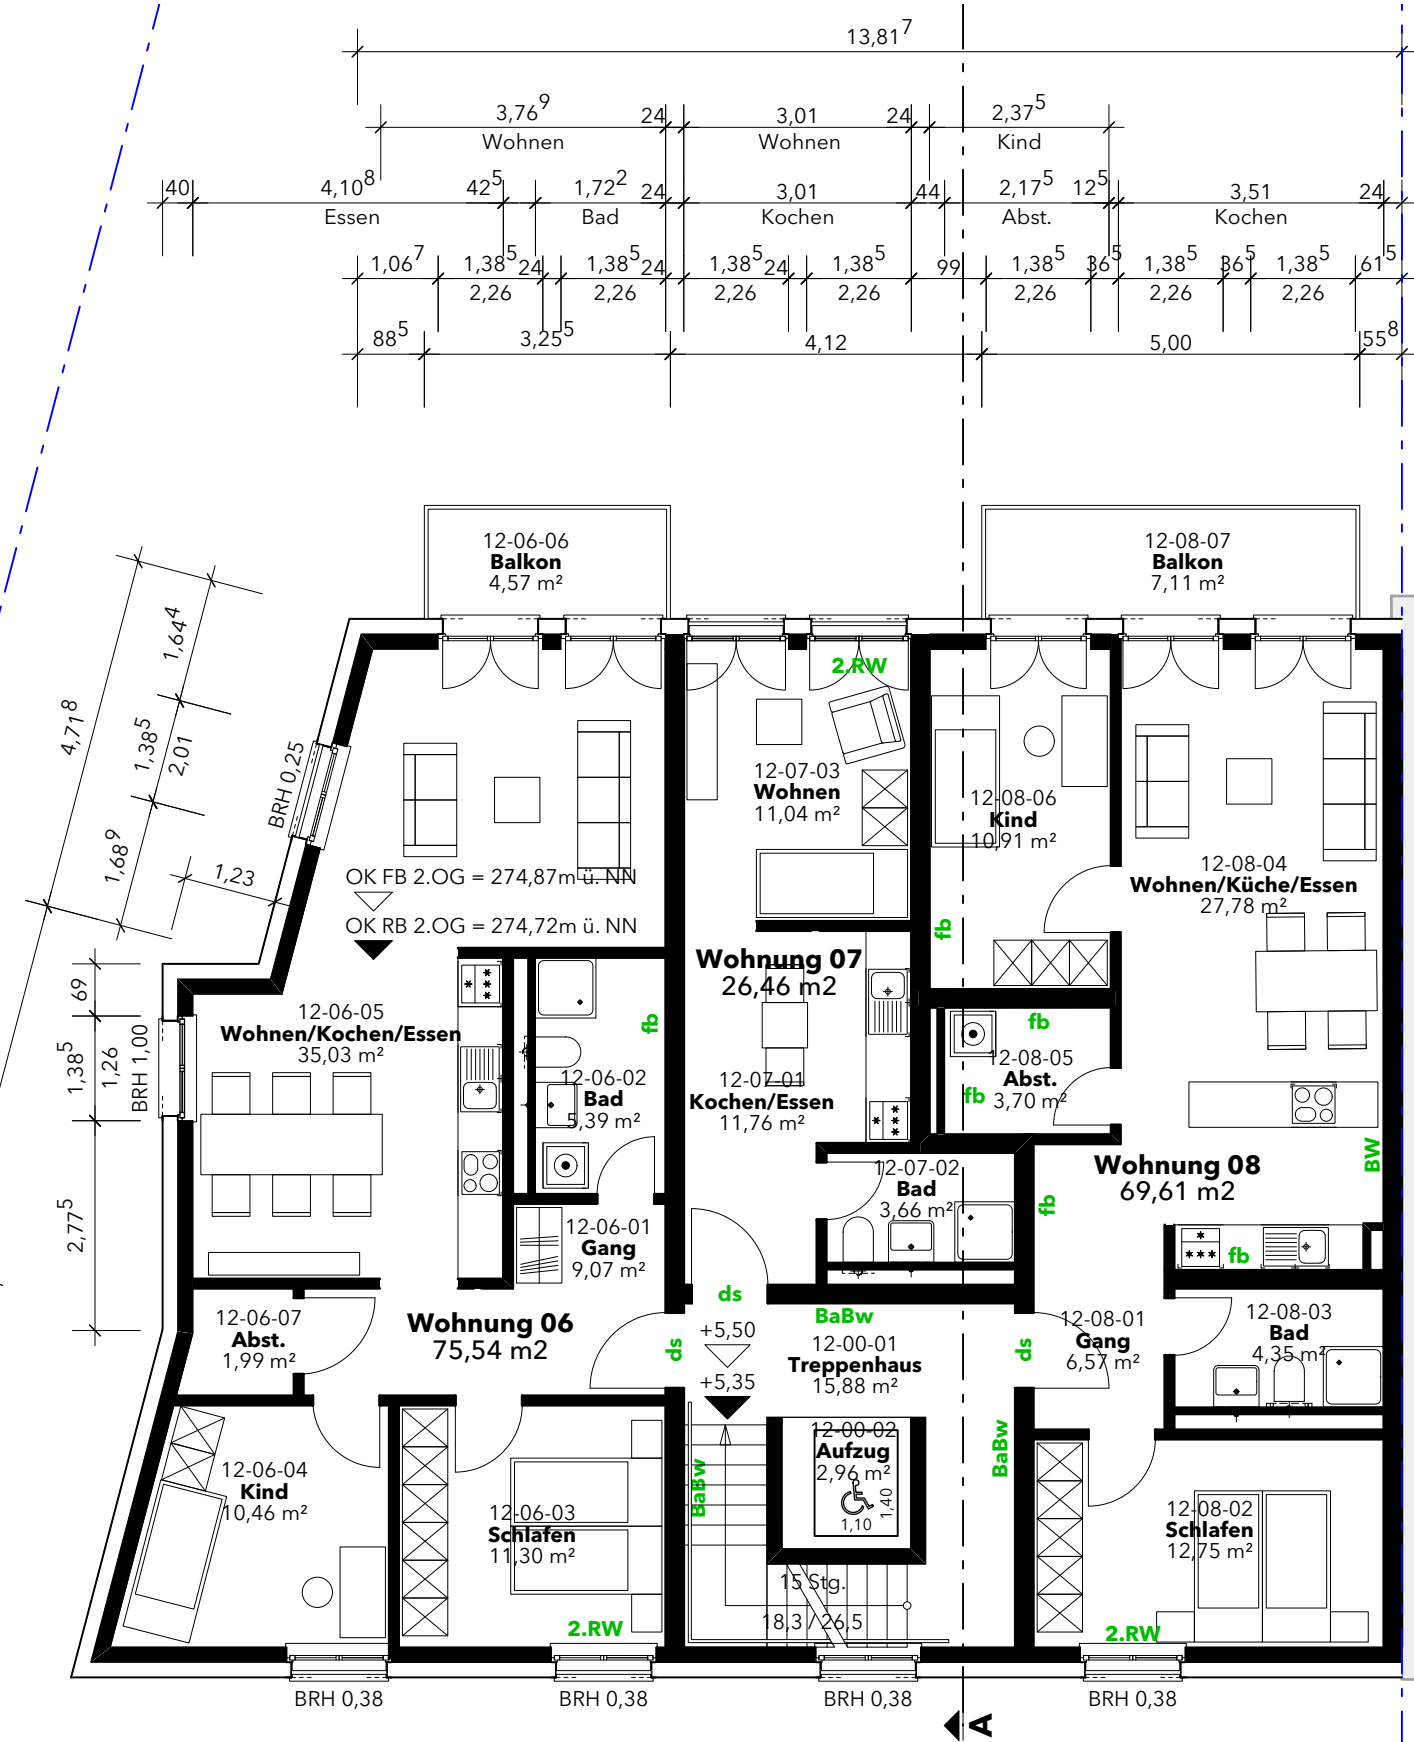 13,81⁷
3,76⁹ 24 3,01 24 2,37⁵
Wohnen Wohnen Kind
40 4,10⁸ 42⁵ 1,72² 24 3,01 44 2,17⁵ 12⁵ 3,51 24
Essen Bad Kochen Abst. Kochen
1,06⁷ 1,38⁵ 24 1,38⁵ 24 1,38⁵ 24 1,38⁵ 99 1,38⁵ 36⁵ 1,38⁵ 36⁵ 1,38⁵ 61⁵
2,26 2,26 2,26 2,26 2,26 2,26 2,26
88⁵ 3,25⁵ 4,12 5,00 55⁸
12-06-06
Balkon
4,57 m²
12-08-07
Balkon
7,11 m²
4,71⁸
1,64⁴
1,38⁵
2,01
1,68⁹
1,23
BRH 0,25
2.RW
12-07-03
Wohnen
11,04 m²
12-08-06
Kind
10,91 m²
12-08-04
Wohnen/Küche/Essen
27,78 m²
OK FB 2.OG = 274,87m ü. NN
OK RB 2.OG = 274,72m ü. NN
fb
Wohnung 07
26,46 m2
69
1,38⁵
1,26
BRH 1,00
2,77⁵
12-06-05
Wohnen/Kochen/Essen
35,03 m²
fb
12-06-02
Bad
5,39 m²
12-07-01
Kochen/Essen
11,76 m²
fb
12-08-05
Abst.
3,70 m²
fb
BW
Wohnung 08
69,61 m2
12-07-02
Bad
3,66 m²
fb
12-06-01
Gang
9,07 m²
fb
ds
BaBw
12-06-07
Abst.
1,99 m²
Wohnung 06
75,54 m2
ds
+5,50
+5,35
12-00-01
Treppenhaus
15,88 m²
ds
12-08-01
Gang
6,57 m²
12-08-03
Bad
4,35 m²
12-00-02
Aufzug
2,96 m²
1,40
1,10
BaBw
BaBw
12-06-04
Kind
10,46 m²
12-06-03
Schlafen
11,30 m²
12-08-02
Schlafen
12,75 m²
15 Stg.
18,3 / 26,5
2.RW
2.RW
BRH 0,38 BRH 0,38 BRH 0,38 BRH 0,38
A